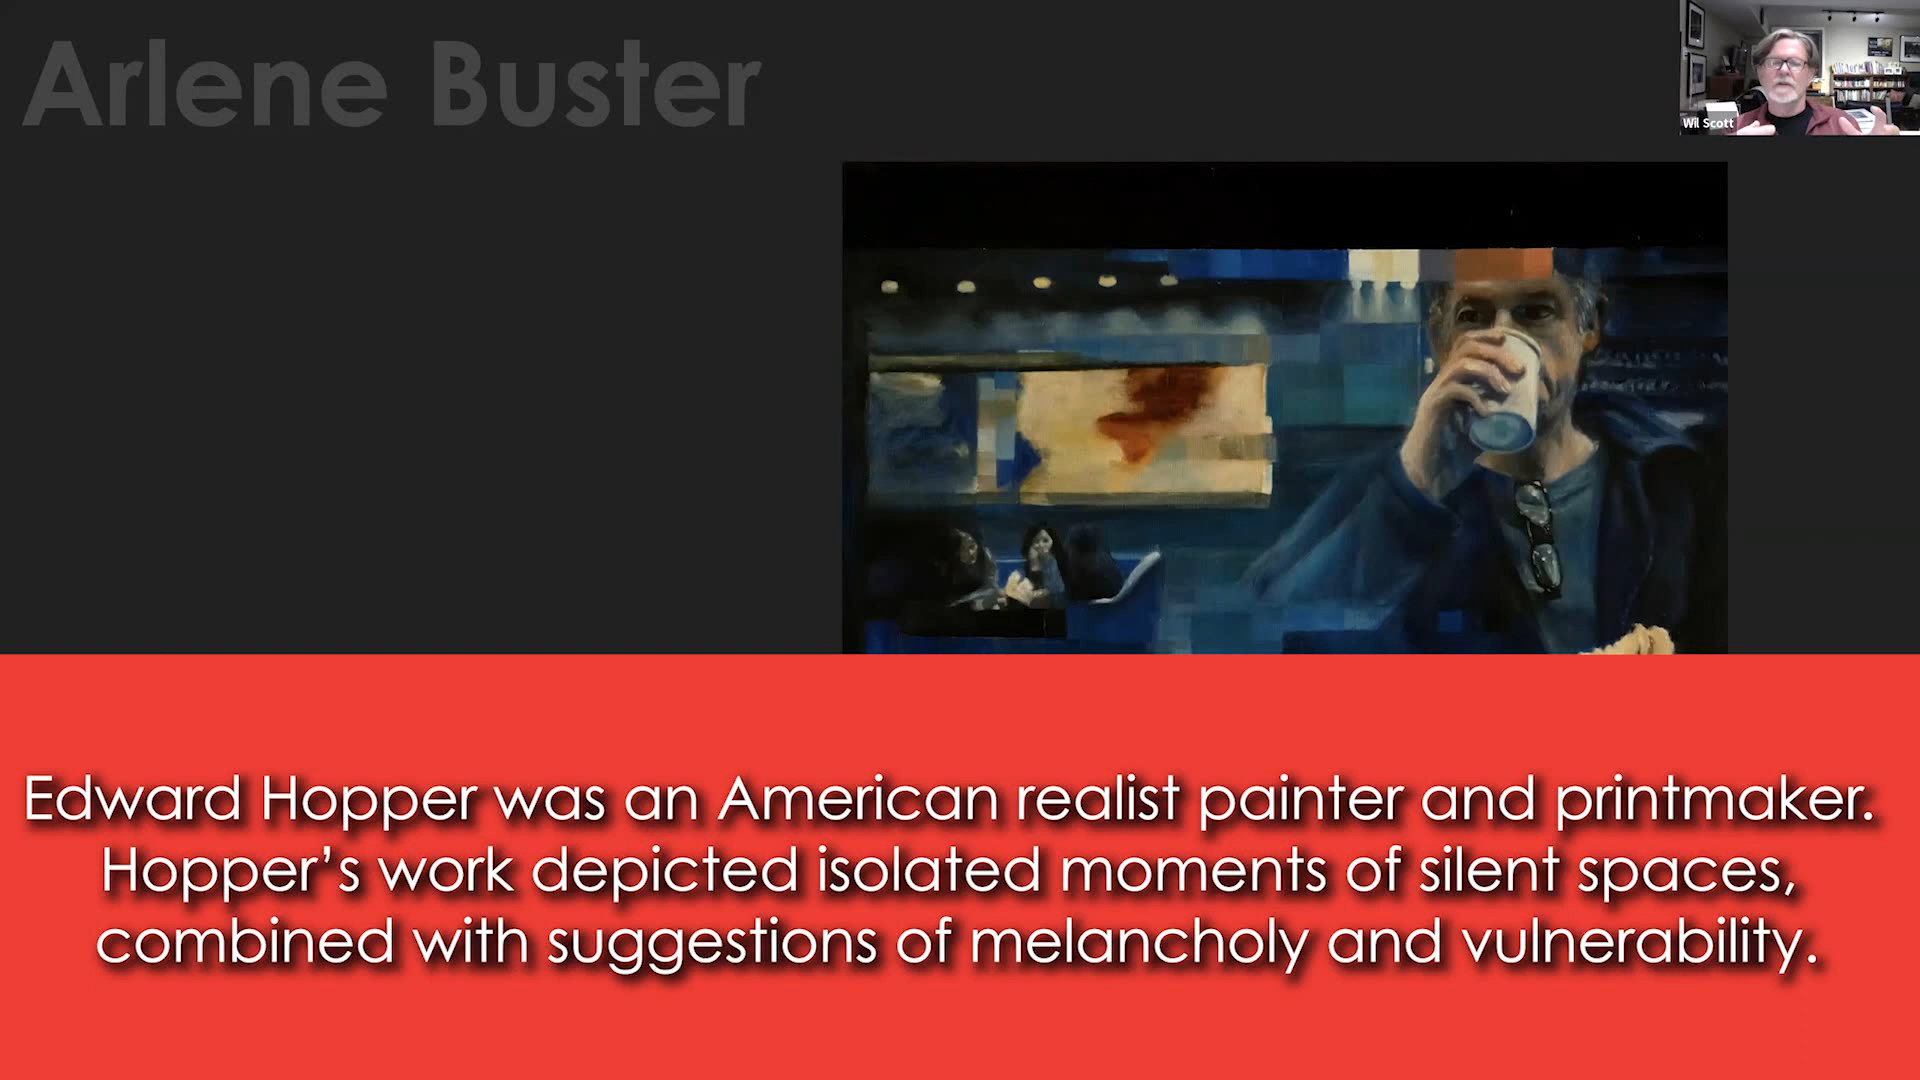 Arlene Buster
Wil Scott
Edward Hopper was an American realist painter and printmaker.
Hopper’s work depicted isolated moments of silent spaces,
combined with suggestions of melancholy and vulnerability.